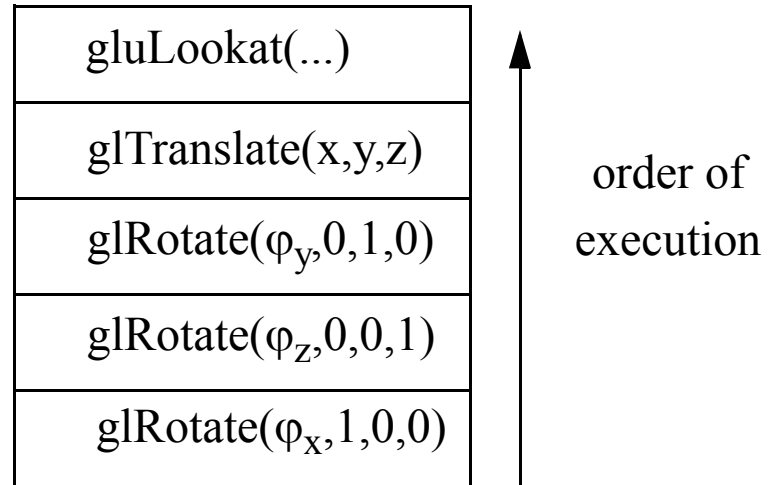 gluLookat(...)
glTranslate(x,y,z)
glRotate(φy,0,1,0)
glRotate(φz,0,0,1)
glRotate(φx,1,0,0)
order of
execution